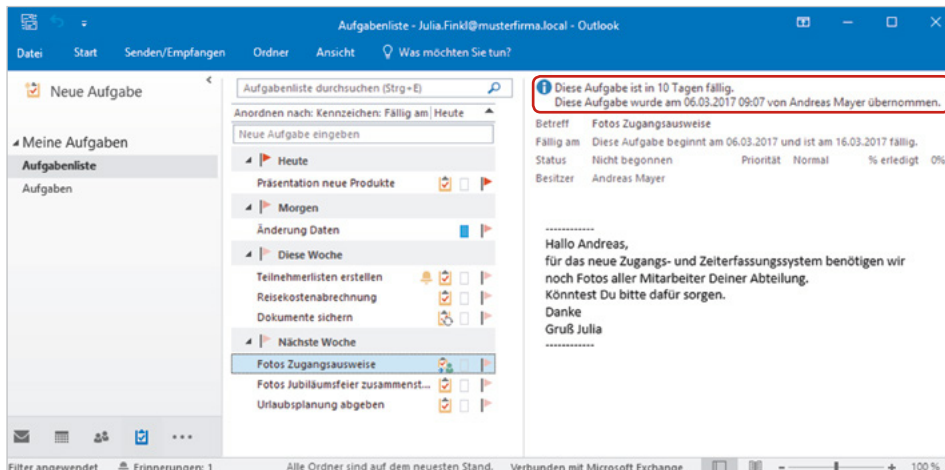 Aufgabenliste - Julia.Finkl@musterfirma.local - Outlook
Datei Start Senden/Empfangen Ordner Ansicht Was möchten Sie tun?
Neue Aufgabe
Meine Aufgaben
Aufgabenliste
Aufgaben
Aufgabenliste durchsuchen (Strg+E)
Anordnen nach: Kennzeichen: Fällig am Heute
Neue Aufgabe eingeben
Heute
Präsentation neue Produkte
Morgen
Änderung Daten
Diese Woche
Teilnehmerlisten erstellen
Reisekostenabrechnung
Dokumente sichern
Nächste Woche
Fotos Zugangsausweise
Fotos Jubiläumsfeier zusammenst...
Urlaubsplanung abgeben
Diese Aufgabe ist in 10 Tagen fällig.
Diese Aufgabe wurde am 06.03.2017 09:07 von Andreas Mayer übernommen.
Betreff Fotos Zugangsausweise
Fällig am Diese Aufgabe beginnt am 06.03.2017 und ist am 16.03.2017 fällig.
Status Nicht begonnen Priorität Normal % erledigt 0%
Besitzer Andreas Mayer
------------
Hallo Andreas,
für das neue Zugangs- und Zeiterfassungssystem benötigen wir
noch Fotos aller Mitarbeiter Deiner Abteilung.
Könntest Du bitte dafür sorgen.
Danke
Gruß Julia
------------
Filter angewendet Erinnerungen: 1 Alle Ordner sind auf dem neuesten Stand. Verbunden mit Microsoft Exchange 100 %